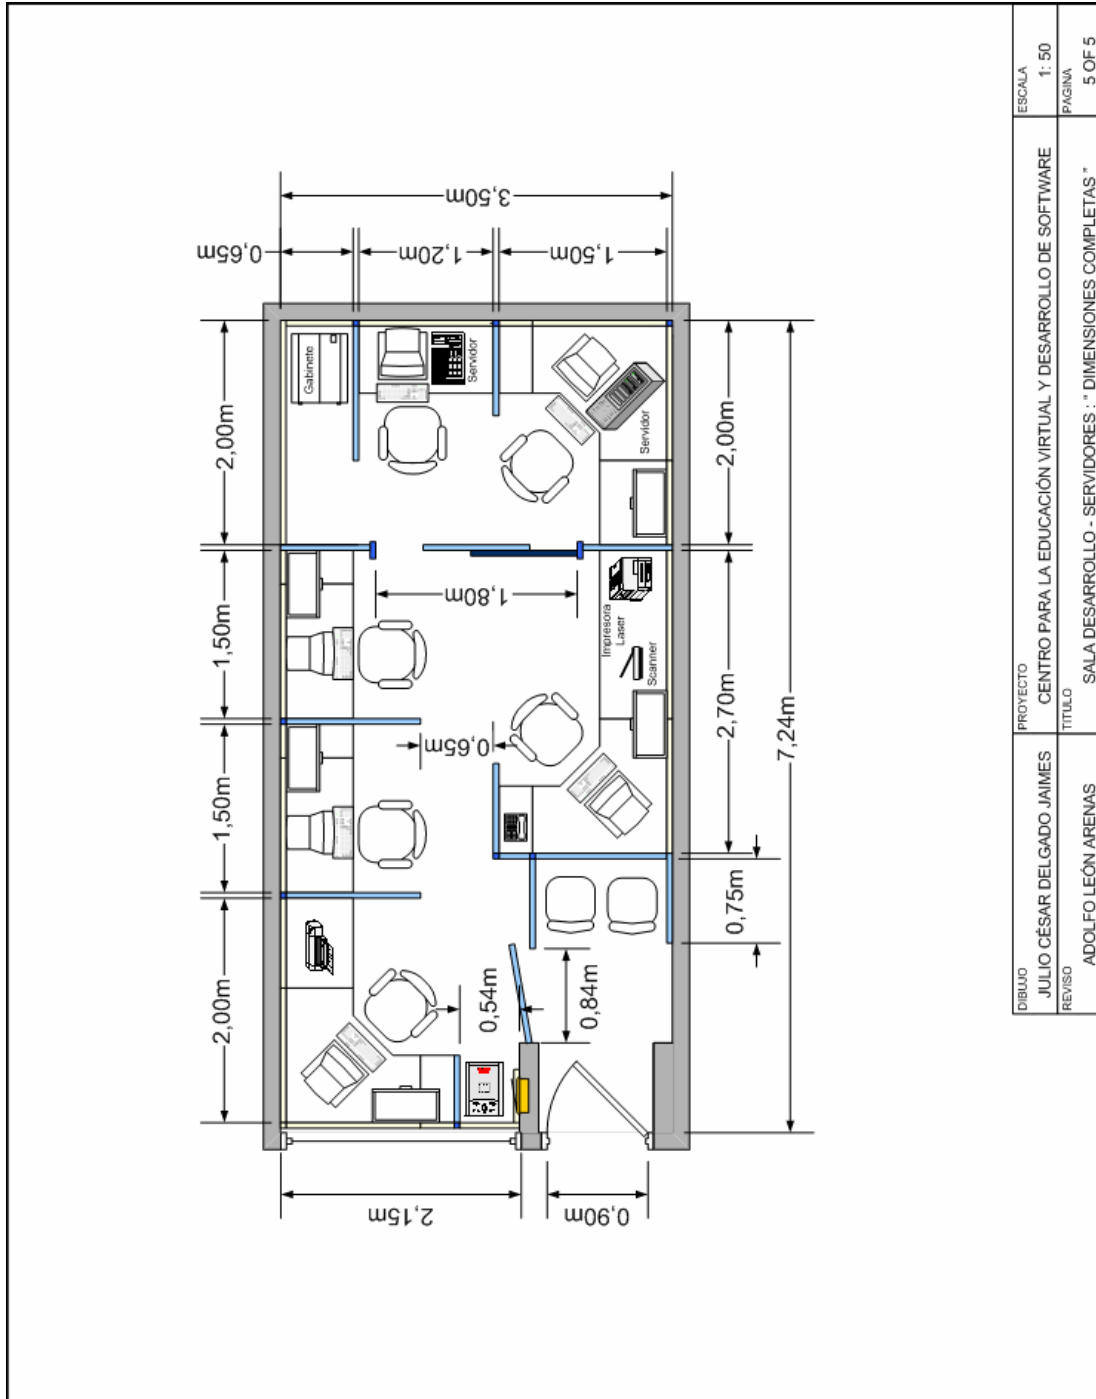 3,50m
0,65m
1,20m
1,50m
Gabinete
Servidor
Servidor
2,00m
2,00m
1,80m
Impresora
Laser
Scanner
1,50m
2,70m
7,24m
0,65m
1,50m
0,75m
2,00m
0,54m
0,84m
2,15m
0,90m
DIBUJO
JULIO CÉSAR DELGADO JAIMES
PROYECTO
CENTRO PARA LA EDUCACIÓN VIRTUAL Y DESARROLLO DE SOFTWARE
ESCALA
1: 50
REVISO
ADOLFO LEÓN ARENAS
TITULO
SALA DESARROLLO - SERVIDORES : " DIMENSIONES COMPLETAS "
PAGINA
5 OF 5